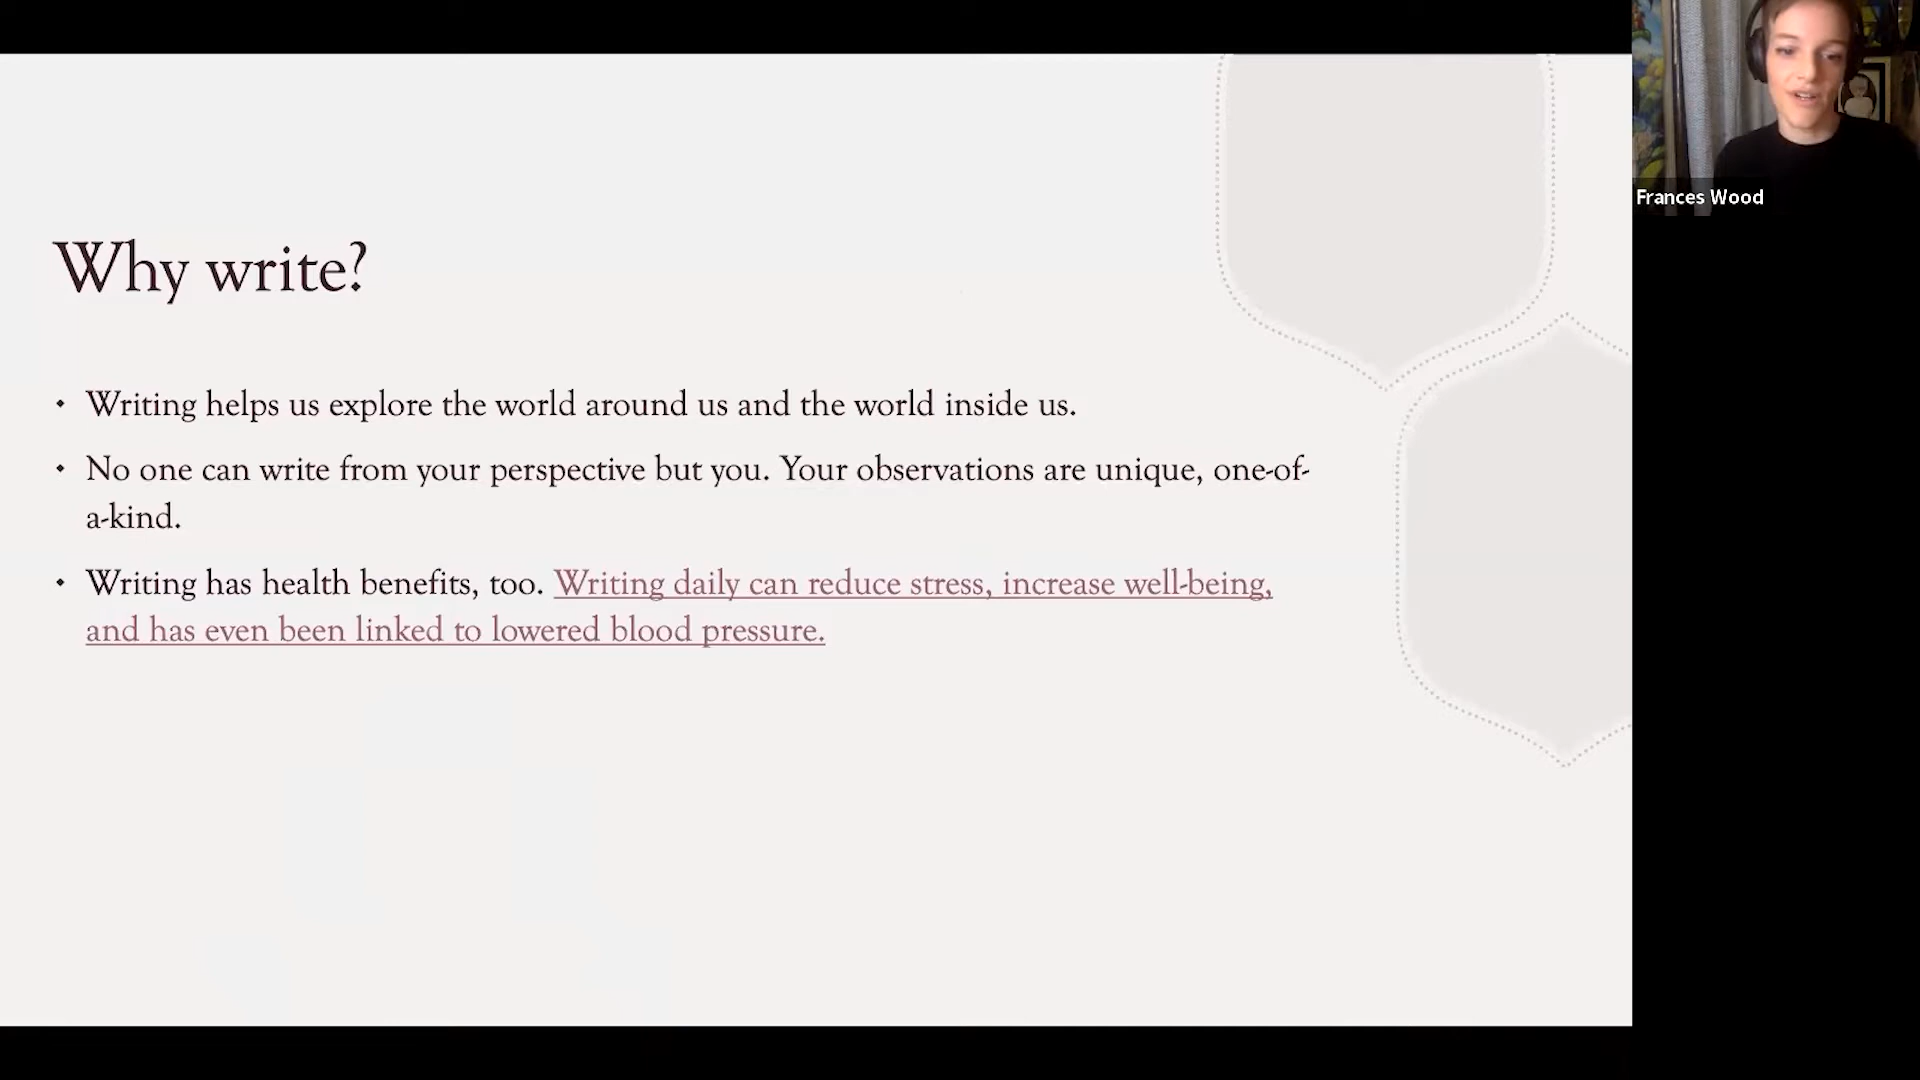 Why write?
Writing helps us explore the world around us and the world inside us.
No one can write from your perspective but you. Your observations are unique, one-of-
a-kind.
Writing has health benefits, too. Writing daily can reduce stress, increase well-being,
and has even been linked to lowered blood pressure.
Frances Wood